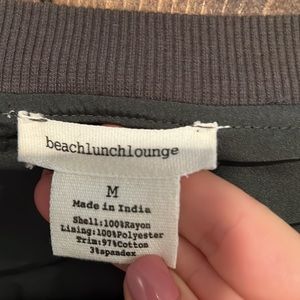 beachlunchlounge
M
Made in India
Shell:100%Rayon
Lining:100%Polyester
Trim:97%Cotton
3%spandex